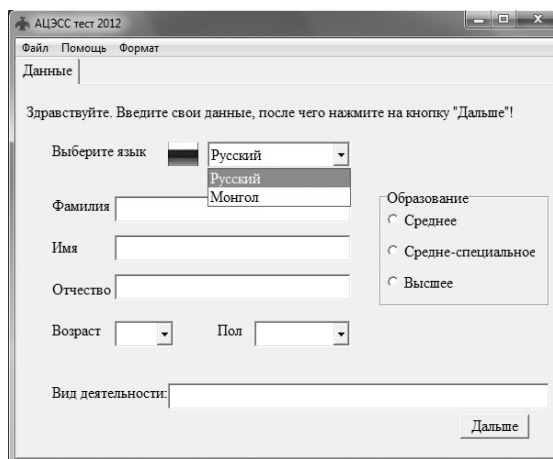 АЦЭСС тест 2012
Файл Помощь Формат
Данные
Здравствуйте. Введите свои данные, после чего нажмите на кнопку "Дальше"!
Выберите язык Русский
Русский
Монгол
Фамилия
Имя
Отчество
Образование
Среднее
Средне-специальное
Высшее
Возраст Пол
Вид деятельности:
Дальше